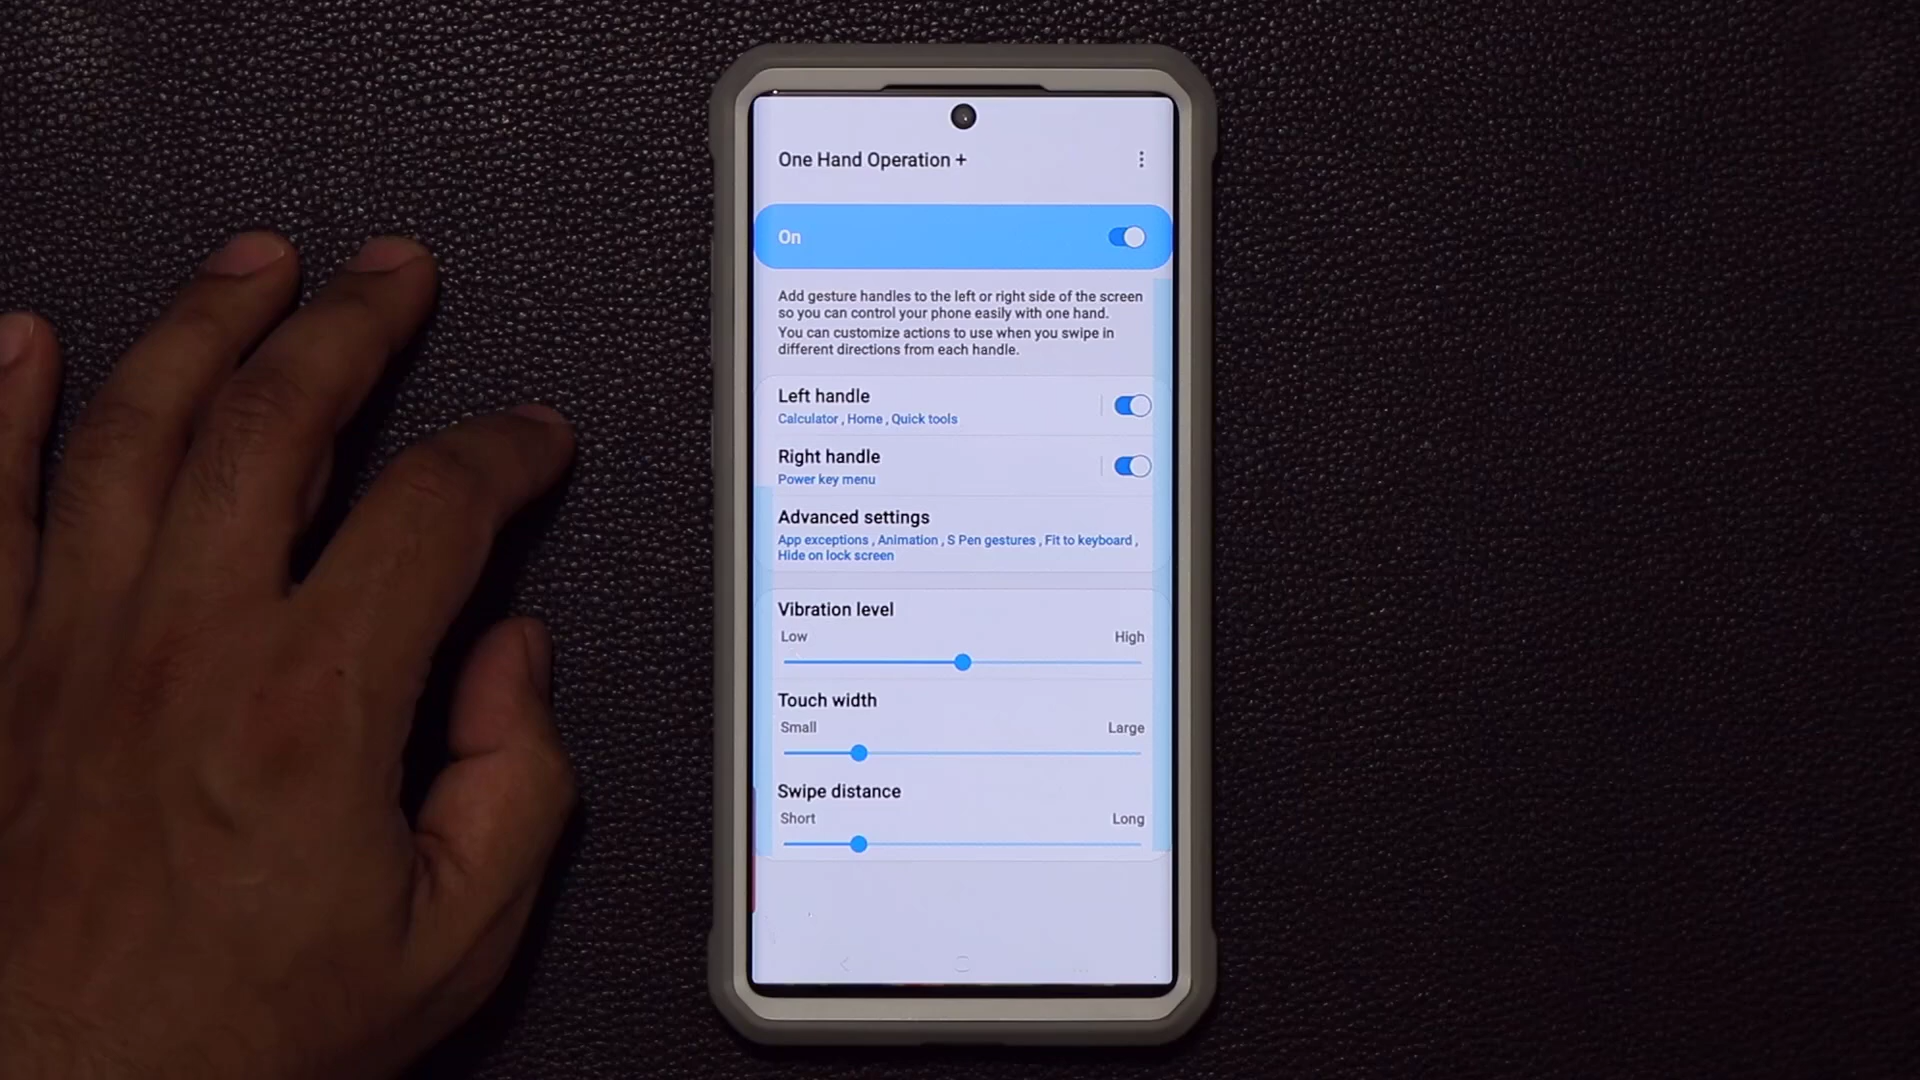 One Hand Operation +
On
Add gesture handles to the left or right side of the screen
so you can control your phone easily with one hand.
You can customize actions to use when you swipe in
different directions from each handle.
Left handle
Calculator , Home , Quick tools
Right handle
Power key menu
Advanced settings
App exceptions , Animation , S Pen gestures , Fit to keyboard ,
Hide on lock screen
Vibration level
Low High
Touch width
Small Large
Swipe distance
Short Long